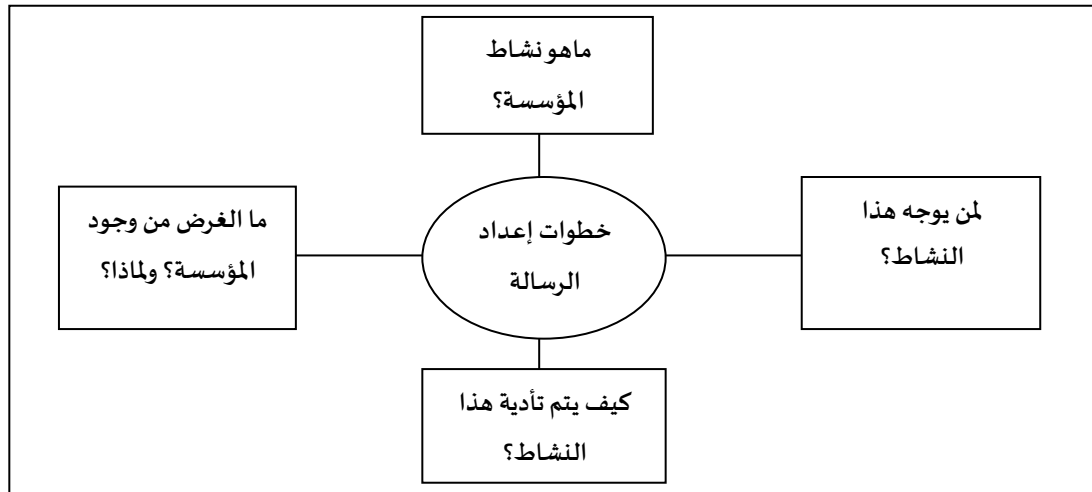 ماهو نشاط
المؤسسة؟
لمن يوجه هذا
النشاط؟
خطوات إعداد
الرسالة
ما الغرض من وجود
المؤسسة؟ ولماذا؟
كيف يتم تأدية هذا
النشاط؟